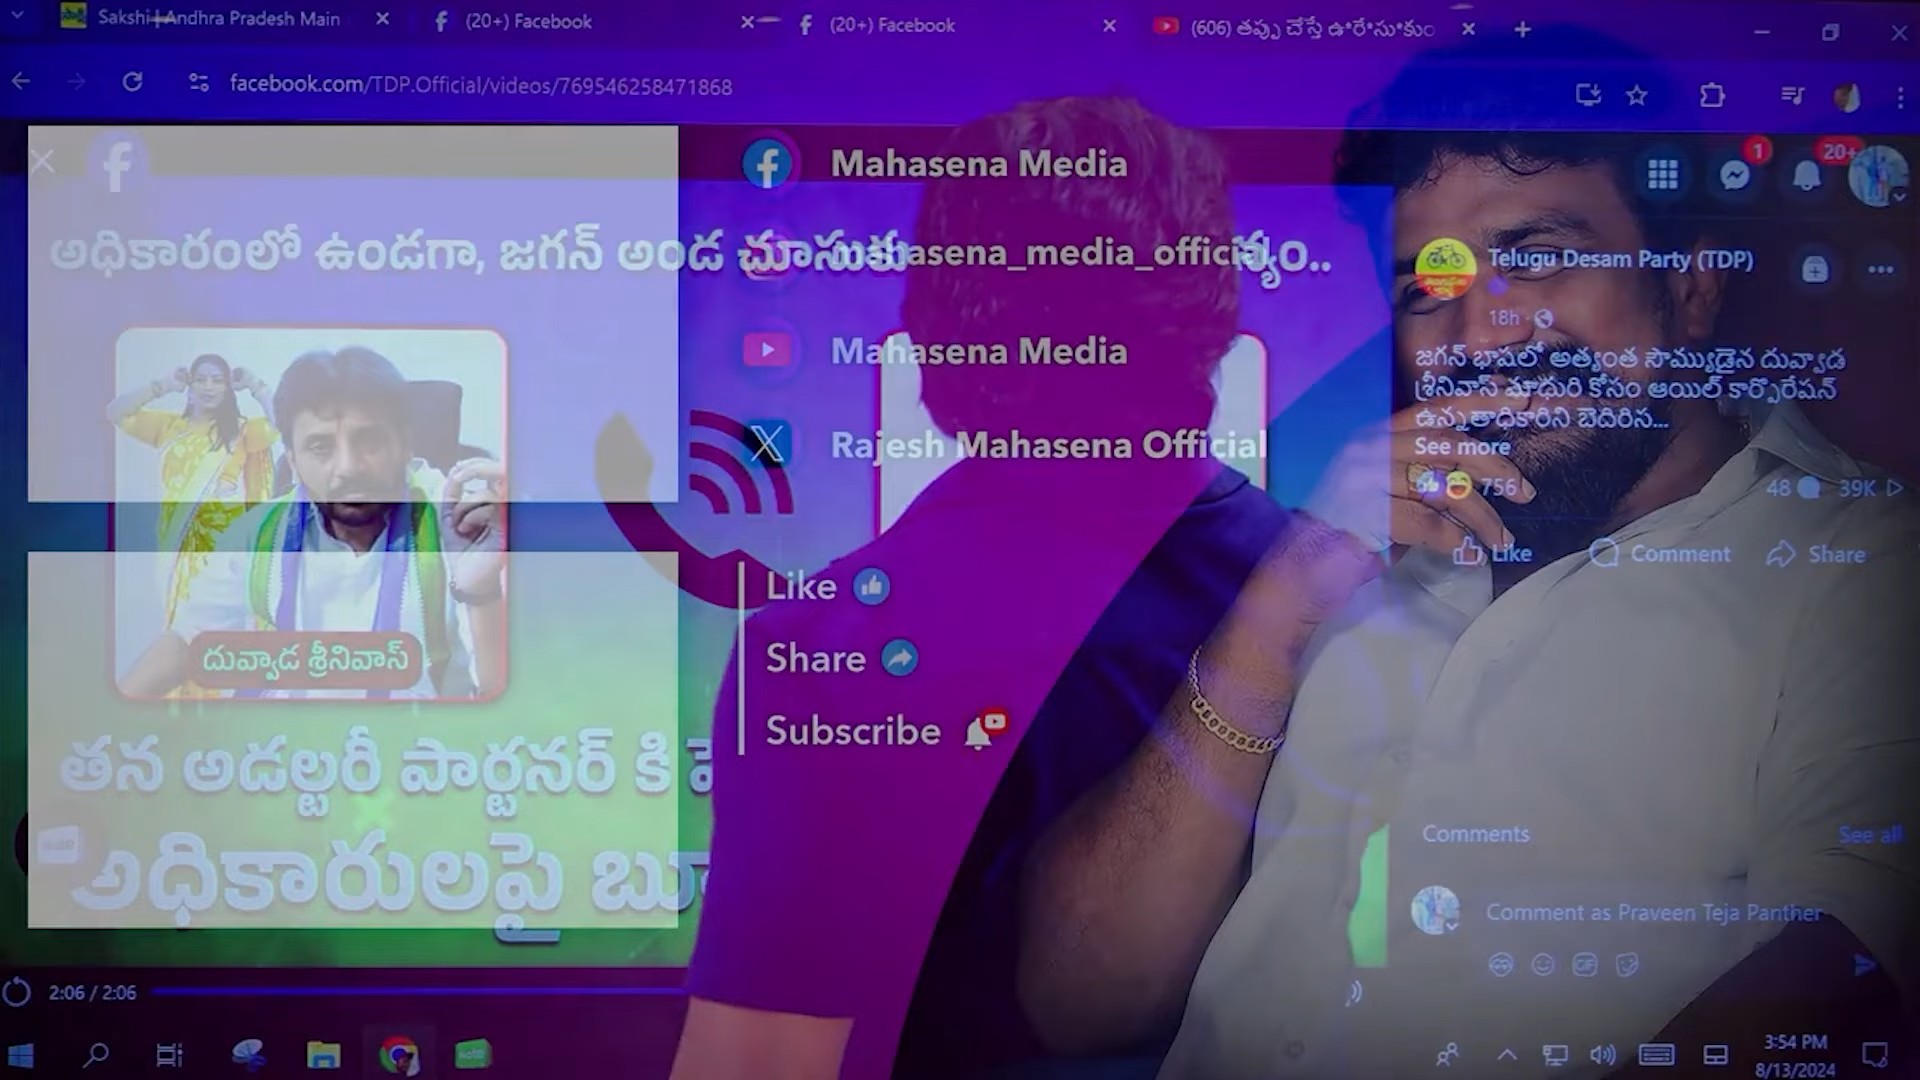 Sakshi | Andhra Pradesh Main
(20+) Facebook
(20+) Facebook
(606) తప్పు చేస్తే ఉ*రే*సు*కుం
facebook.com/TDP.Official/videos/769546258471868
Mahasena Media
1
20+
అధికారంలో ఉండగా, జగన్ అండ చూసుకు
mahasena_media_official
Telugu Desam Party (TDP)
18h
Mahasena Media
జగన్ భాషలో అత్యంత సౌమ్యుడైన దువ్వాడ
శ్రీనివాస్ మాధురి కోసం ఆయిల్ కార్పొరేషన్
ఉన్నతాధికారిని బెదిరిస...
See more
Rajesh Mahasena Official
756
48
39K
Like
Comment
Share
Like
Share
Subscribe
దువ్వాడ శ్రీనివాస్
తన అడల్టరీ పార్టనర్ కి
అధికారులపై బూ
Comments
See all
Comment as Praveen Teja Panther
GIF
2:06 / 2:06
3:54 PM
8/13/2024